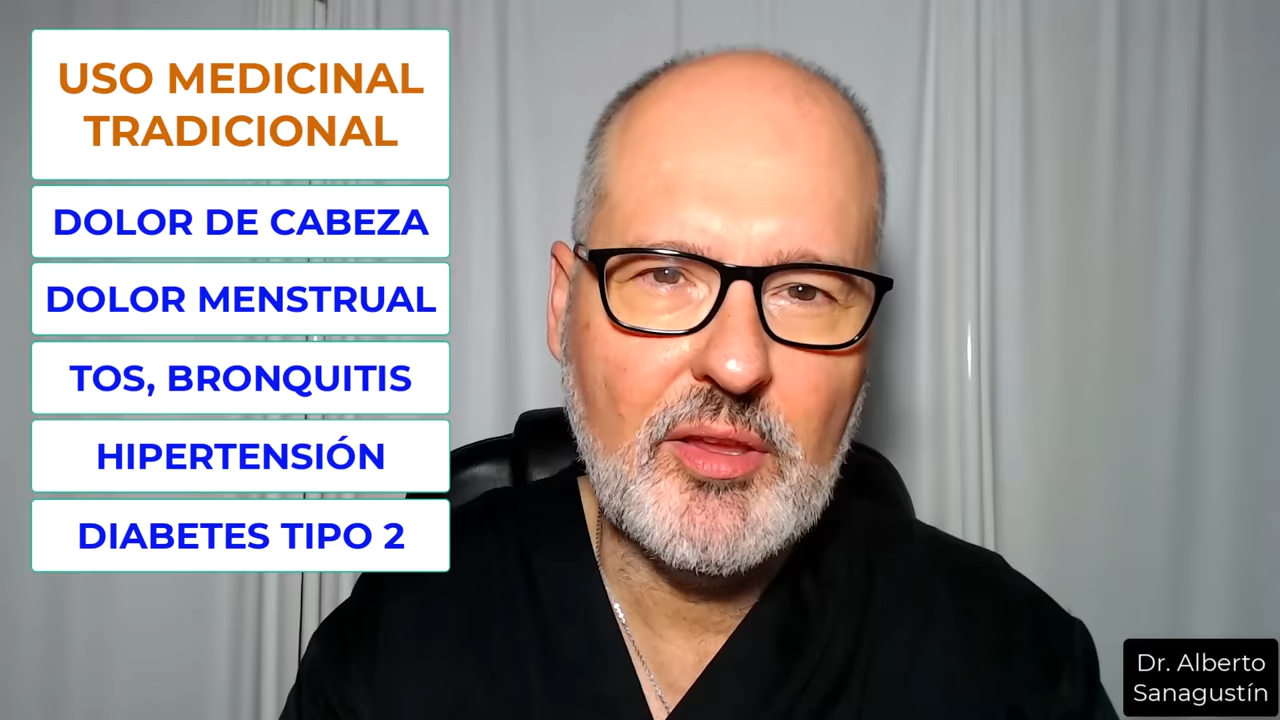 USO MEDICINAL
TRADICIONAL
DOLOR DE CABEZA
DOLOR MENSTRUAL
TOS, BRONQUITIS
HIPERTENSIÓN
DIABETES TIPO 2
Dr. Alberto
Sanagustín